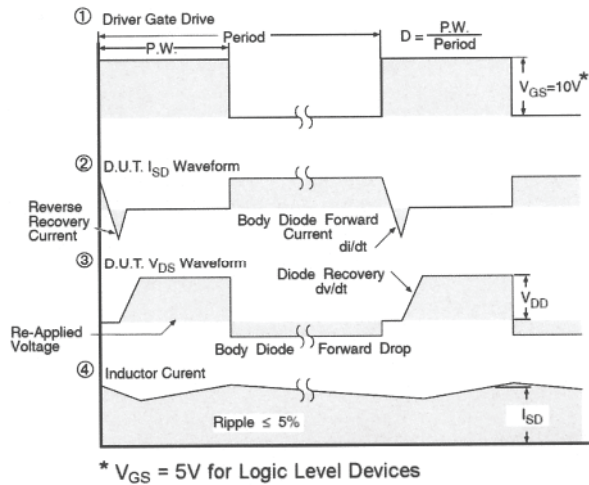 ① Driver Gate Drive
Period
P.W.
D = P.W.
Period
V_GS=10V*
② D.U.T. I_SD Waveform
Reverse
Recovery
Current
Body Diode Forward
Current
di/dt
③ D.U.T. V_DS Waveform
Diode Recovery
dv/dt
V_DD
Re-Applied
Voltage
Body Diode Forward Drop
④ Inductor Curent
Ripple ≤ 5%
I_SD
* V_GS = 5V for Logic Level Devices